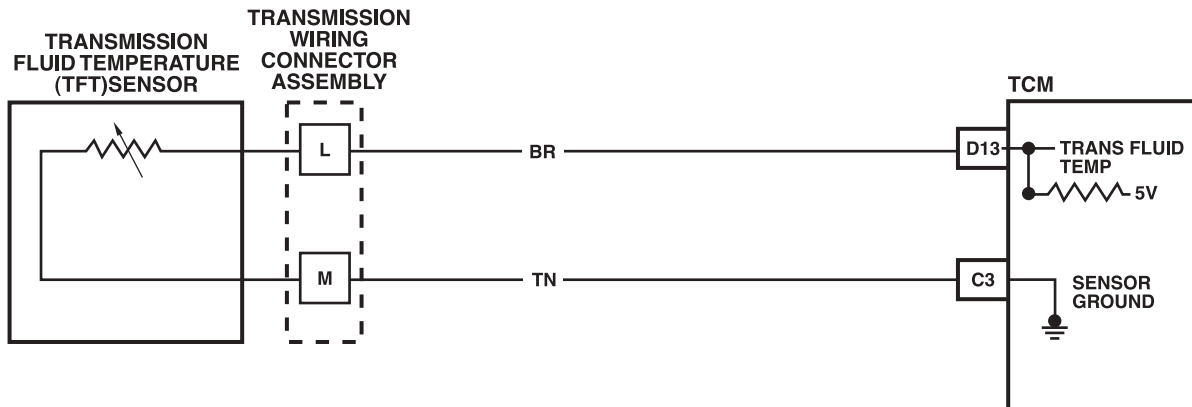 TRANSMISSION
FLUID TEMPERATURE
(TFT)SENSOR
TRANSMISSION
WIRING
CONNECTOR
ASSEMBLY
TCM
L
BR
D13
TRANS FLUID
TEMP
5V
M
TN
C3
SENSOR
GROUND